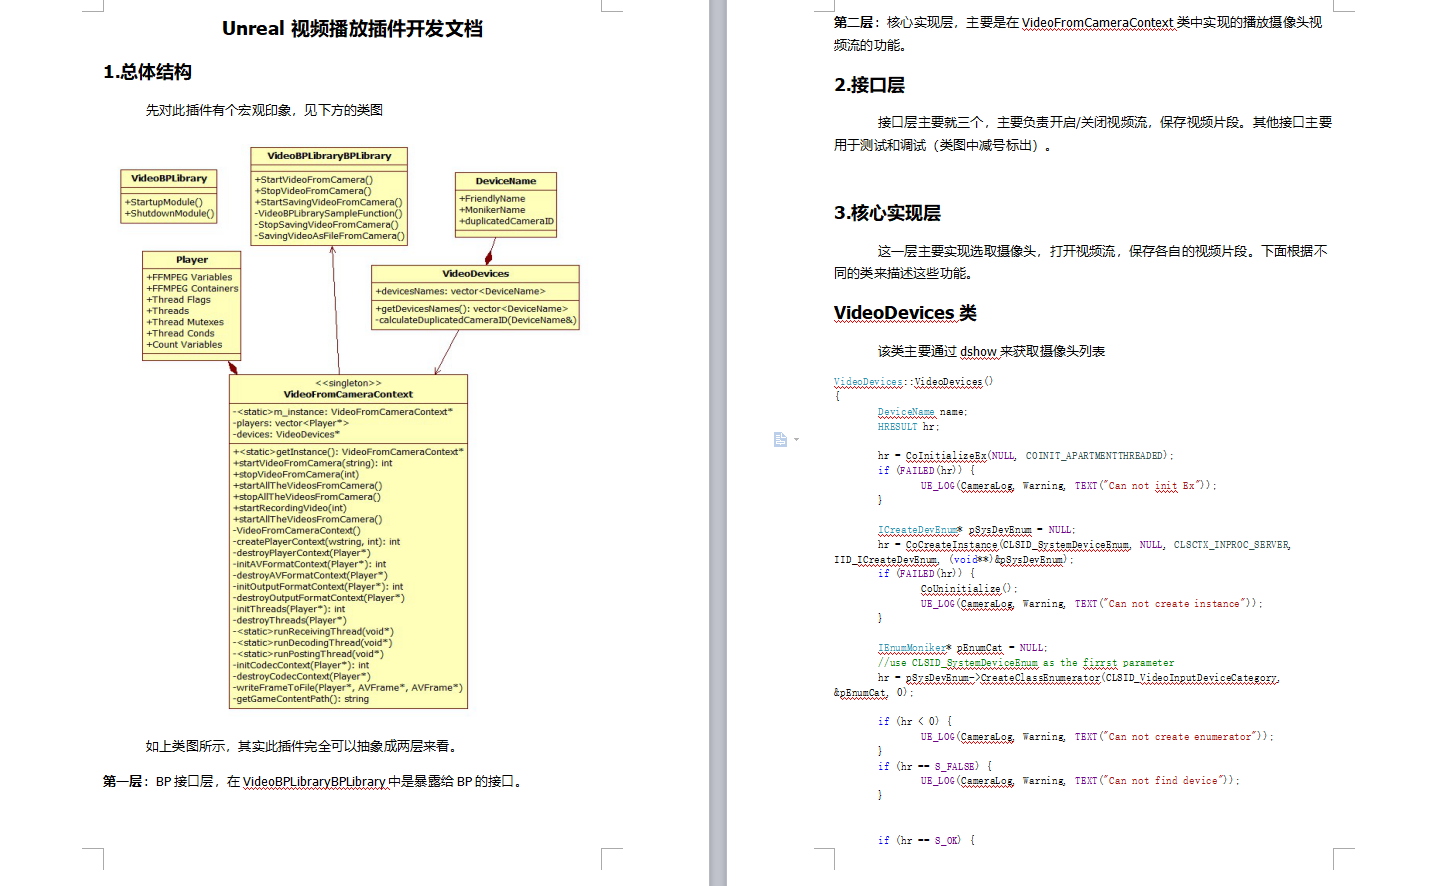 Unreal 视频播放插件开发文档
1.总体结构
先对此插件有个宏观印象，见下方的类图
VideoBPLibrary
+StartupModule()
+ShutdownModule()
VideoBPLibraryBPLibrary
+StartVideoFromCamera()
+StopVideoFromCamera()
+StartSavingVideoFromCamera()
-VideoBPLibrarySampleFunction()
-StopSavingVideoFromCamera()
-SavingVideoAsFileFromCamera()
DeviceName
+FriendlyName
+MonikerName
+duplicatedCameraID
Player
+FFMPEG Variables
+FFMPEG Containers
+Thread Flags
+Threads
+Thread Mutexes
+Thread Conds
+Count Variables
VideoDevices
+devicesNames: vector<DeviceName>
+getDevicesNames(): vector<DeviceName>
-calculateDuplicatedCameraID(DeviceName&)
<<singleton>>
VideoFromCameraContext
-<static>m_instance: VideoFromCameraContext*
-players: vector<Player*>
-devices: VideoDevices*
+<static>getInstance(): VideoFromCameraContext*
+startVideoFromCamera(string): int
+stopVideoFromCamera(int)
+startAllTheVideosFromCamera()
+stopAllTheVideosFromCamera()
+startRecordingVideo(int)
+startAllTheVideosFromCamera()
-VideoFromCameraContext()
-createPlayerContext(wstring, int): int
-destroyPlayerContext(Player*)
-initAVFormatContext(Player*): int
-destroyAVFormatContext(Player*)
-initOutputFormatContext(Player*): int
-destroyOutputFormatContext(Player*)
-initThreads(Player*): int
-destroyThreads(Player*)
-<static>runReceivingThread(void*)
-<static>runDecodingThread(void*)
-<static>runPostingThread(void*)
-initCodecContext(Player*): int
-destroyCodecContext(Player*)
-writeFrameToFile(Player*, AVFrame*, AVFrame*)
-getGameContentPath(): string
如上类图所示，其实此插件完全可以抽象成两层来看。
第一层：BP 接口层，在 VideoBPLibraryBPLibrary 中是暴露给 BP 的接口。
第二层：核心实现层，主要是在 VideoFromCameraContext 类中实现的播放摄像头视
频流的功能。
2.接口层
接口层主要就三个，主要负责开启/关闭视频流，保存视频片段。其他接口主要
用于测试和调试（类图中减号标出）。
3.核心实现层
这一层主要实现选取摄像头，打开视频流，保存各自的视频片段。下面根据不
同的类来描述这些功能。
VideoDevices 类
该类主要通过 dshow 来获取摄像头列表
VideoDevices::VideoDevices()
{
DeviceName name;
HRESULT hr;
hr = CoInitializeEx(NULL, COINIT_APARTMENTTHREADED);
if (FAILED(hr)) {
UE_LOG(CameraLog, Warning, TEXT("Can not init Ex"));
}
ICreateDevEnum* pSysDevEnum = NULL;
hr = CoCreateInstance(CLSID_SystemDeviceEnum, NULL, CLSCTX_INPROC_SERVER,
IID_ICreateDevEnum, (void**)&pSysDevEnum);
if (FAILED(hr)) {
CoUninitialize();
UE_LOG(CameraLog, Warning, TEXT("Can not create instance"));
}
IEnumMoniker* pEnumCat = NULL;
//use CLSID_SystemDeviceEnum as the firrst parameter
hr = pSysDevEnum->CreateClassEnumerator(CLSID_VideoInputDeviceCategory,
&pEnumCat, 0);
if (hr < 0) {
UE_LOG(CameraLog, Warning, TEXT("Can not create enumerator"));
}
if (hr == S_FALSE) {
UE_LOG(CameraLog, Warning, TEXT("Can not find device"));
}
if (hr == S_OK) {